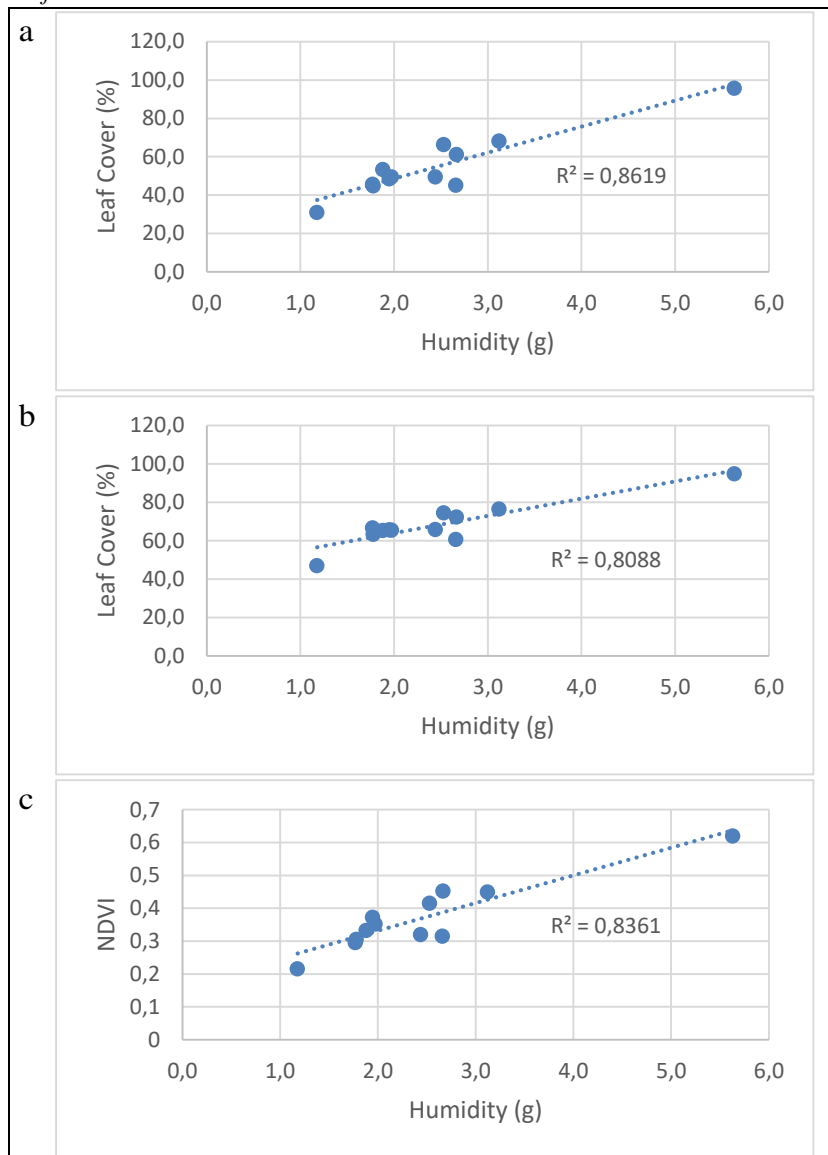 a
120,0
100,0
80,0
60,0
40,0
20,0
0,0
Leaf Cover (%)
R² = 0,8619
0,0 1,0 2,0 3,0 4,0 5,0 6,0
Humidity (g)
b
120,0
100,0
80,0
60,0
40,0
20,0
0,0
Leaf Cover (%)
R² = 0,8088
0,0 1,0 2,0 3,0 4,0 5,0 6,0
Humidity (g)
c
0,7
0,6
0,5
0,4
0,3
0,2
0,1
0
NDVI
R² = 0,8361
0,0 1,0 2,0 3,0 4,0 5,0 6,0
Humidity (g)